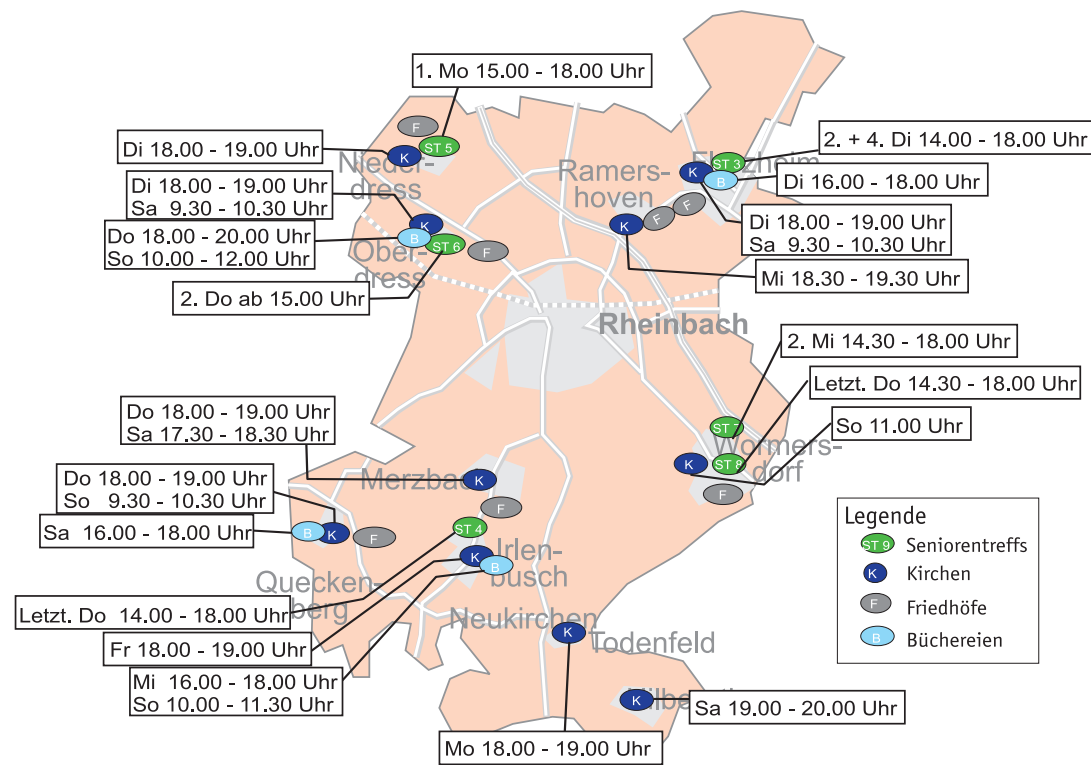 1. Mo 15.00 - 18.00 Uhr
Di 18.00 - 19.00 Uhr
2. + 4. Di 14.00 - 18.00 Uhr
Di 18.00 - 19.00 Uhr
Sa 9.30 - 10.30 Uhr
Di 16.00 - 18.00 Uhr
Do 18.00 - 20.00 Uhr
So 10.00 - 12.00 Uhr
Di 18.00 - 19.00 Uhr
Sa 9.30 - 10.30 Uhr
Mi 18.30 - 19.30 Uhr
2. Do ab 15.00 Uhr
F
ST 5
K
Nieder-
dress
Ramers-
hoven
K
F
F
ST 3
K
B
K
B
ST 6
F
Ober-
dress
Rheinbach
2. Mi 14.30 - 18.00 Uhr
Letzt. Do 14.30 - 18.00 Uhr
So 11.00 Uhr
Do 18.00 - 19.00 Uhr
Sa 17.30 - 18.30 Uhr
ST 7
Wormers-
dorf
K
ST 8
F
Do 18.00 - 19.00 Uhr
So 9.30 - 10.30 Uhr
Sa 16.00 - 18.00 Uhr
Merzbach
K
F
B
K
F
ST 4
K
B
Irlen-
busch
Quecken-
berg
Neukirchen
K
Todenfeld
K
Letzt. Do 14.00 - 18.00 Uhr
Fr 18.00 - 19.00 Uhr
Mi 16.00 - 18.00 Uhr
So 10.00 - 11.30 Uhr
Mo 18.00 - 19.00 Uhr
Sa 19.00 - 20.00 Uhr
Legende
ST 9 Seniorentreffs
K Kirchen
F Friedhöfe
B Büchereien